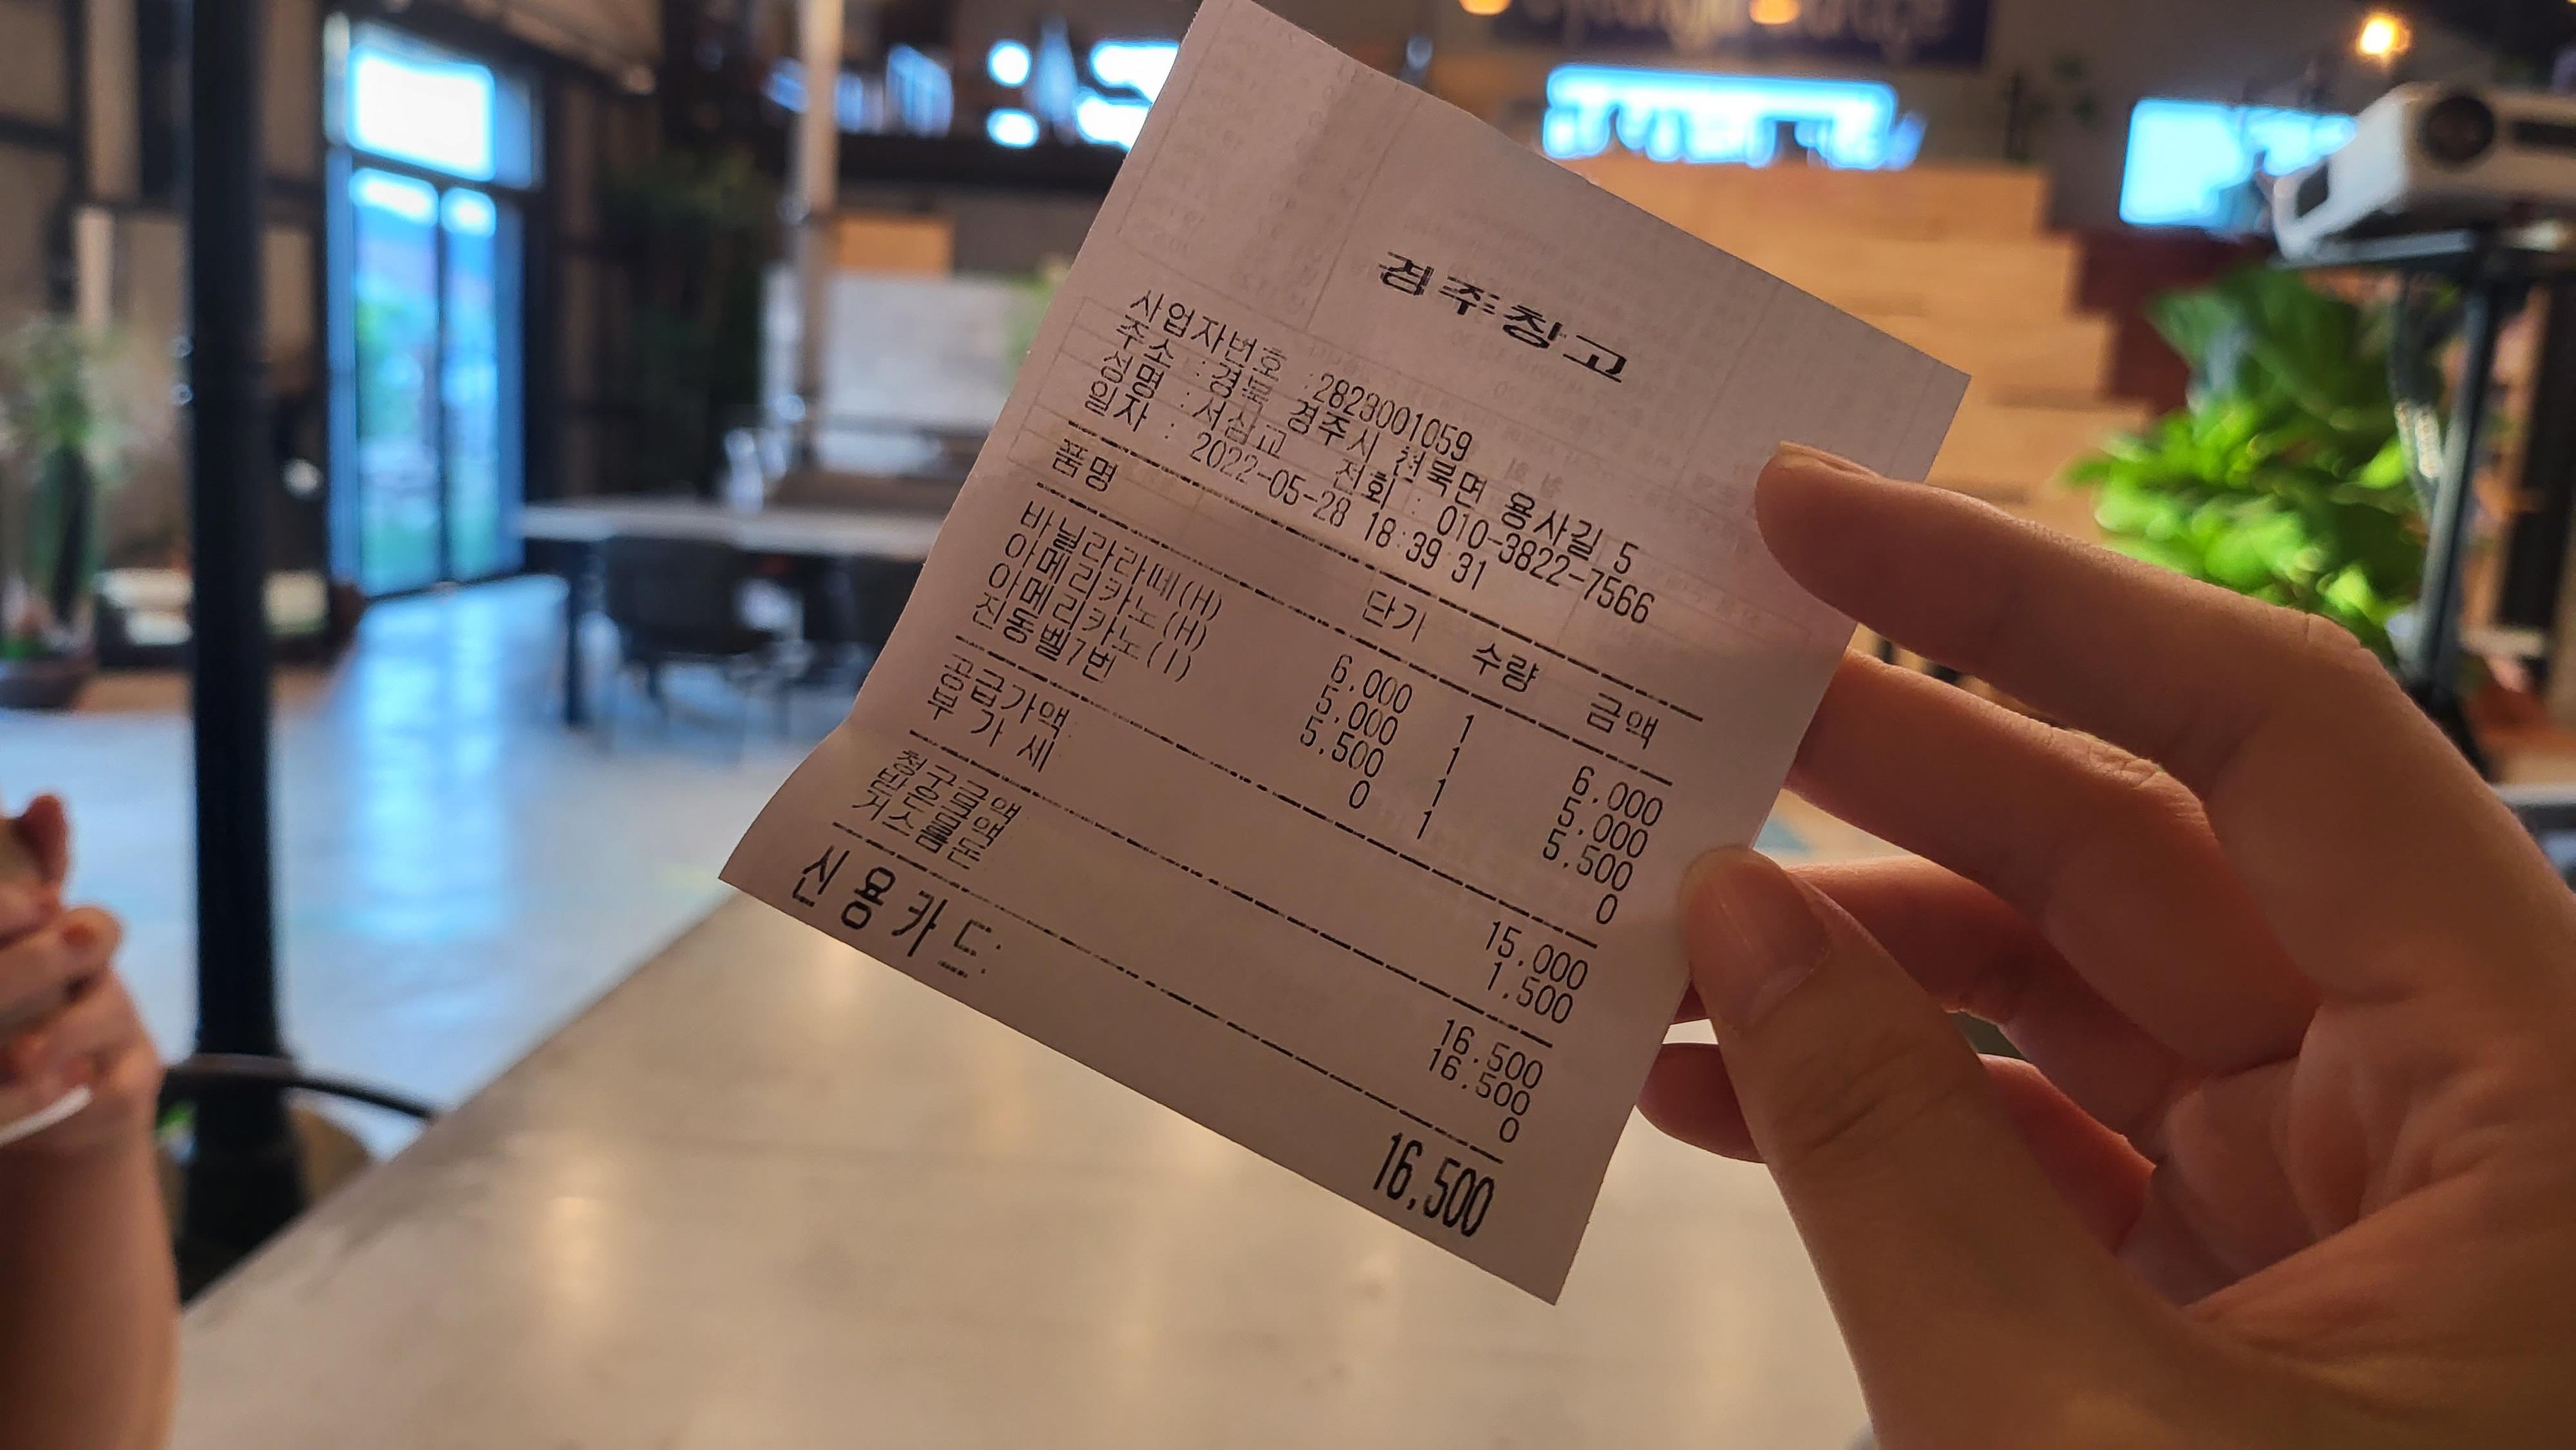 경주창고
사업자번호 : 2823001059
주소 : 경북 경주시 천북면 용사길 5
성명 : 서심교 전화 : 010-3822-7566
일자 : 2022-05-28 18:39:31
품명 단가 수량 금액
바닐라라떼(H) 6,000 1 6,000
아메리카노(H) 5,000 1 5,000
아메리카노(I) 5,500 1 5,500
진동벨7번 0 1 0
공급가액: 15,000
부 가 세 1,500
청구금액: 16,500
받은금액: 16,500
거스름돈: 0
신용카드: 16,500